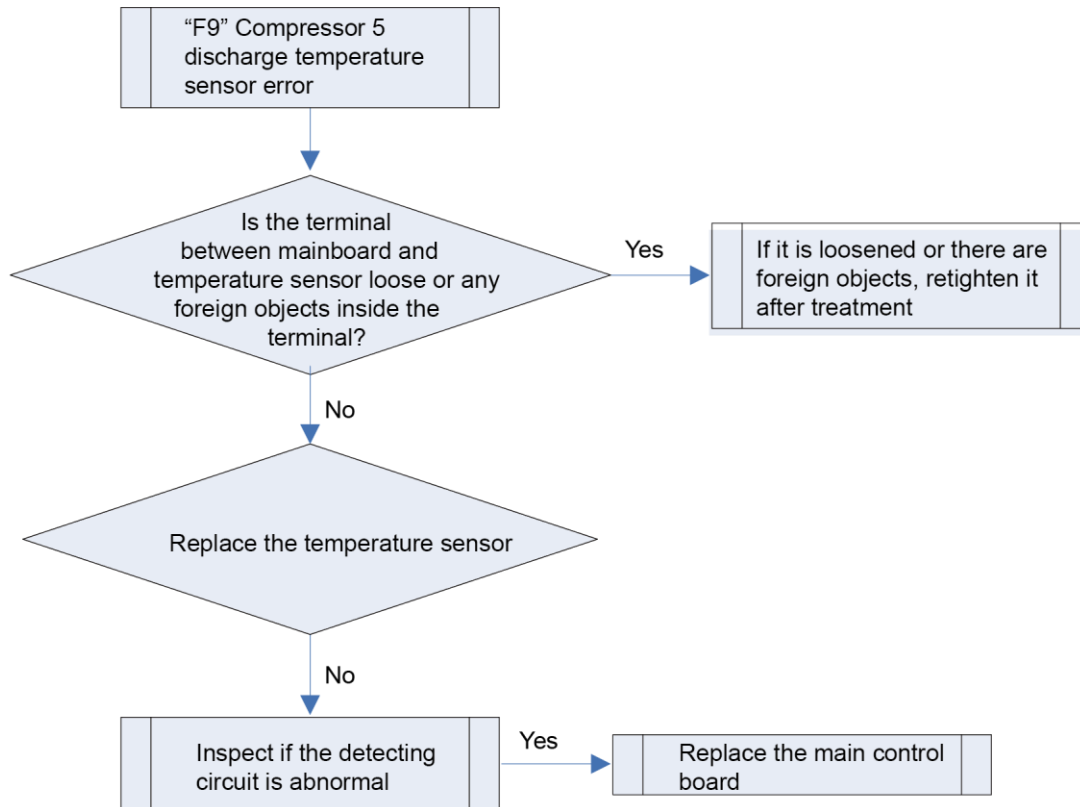 “F9” Compressor 5
discharge temperature
sensor error
Is the terminal
between mainboard and
temperature sensor loose or any
foreign objects inside the
terminal?
Yes
If it is loosened or there are
foreign objects, retighten it
after treatment
No
Replace the temperature sensor
No
Inspect if the detecting
circuit is abnormal
Yes
Replace the main control
board